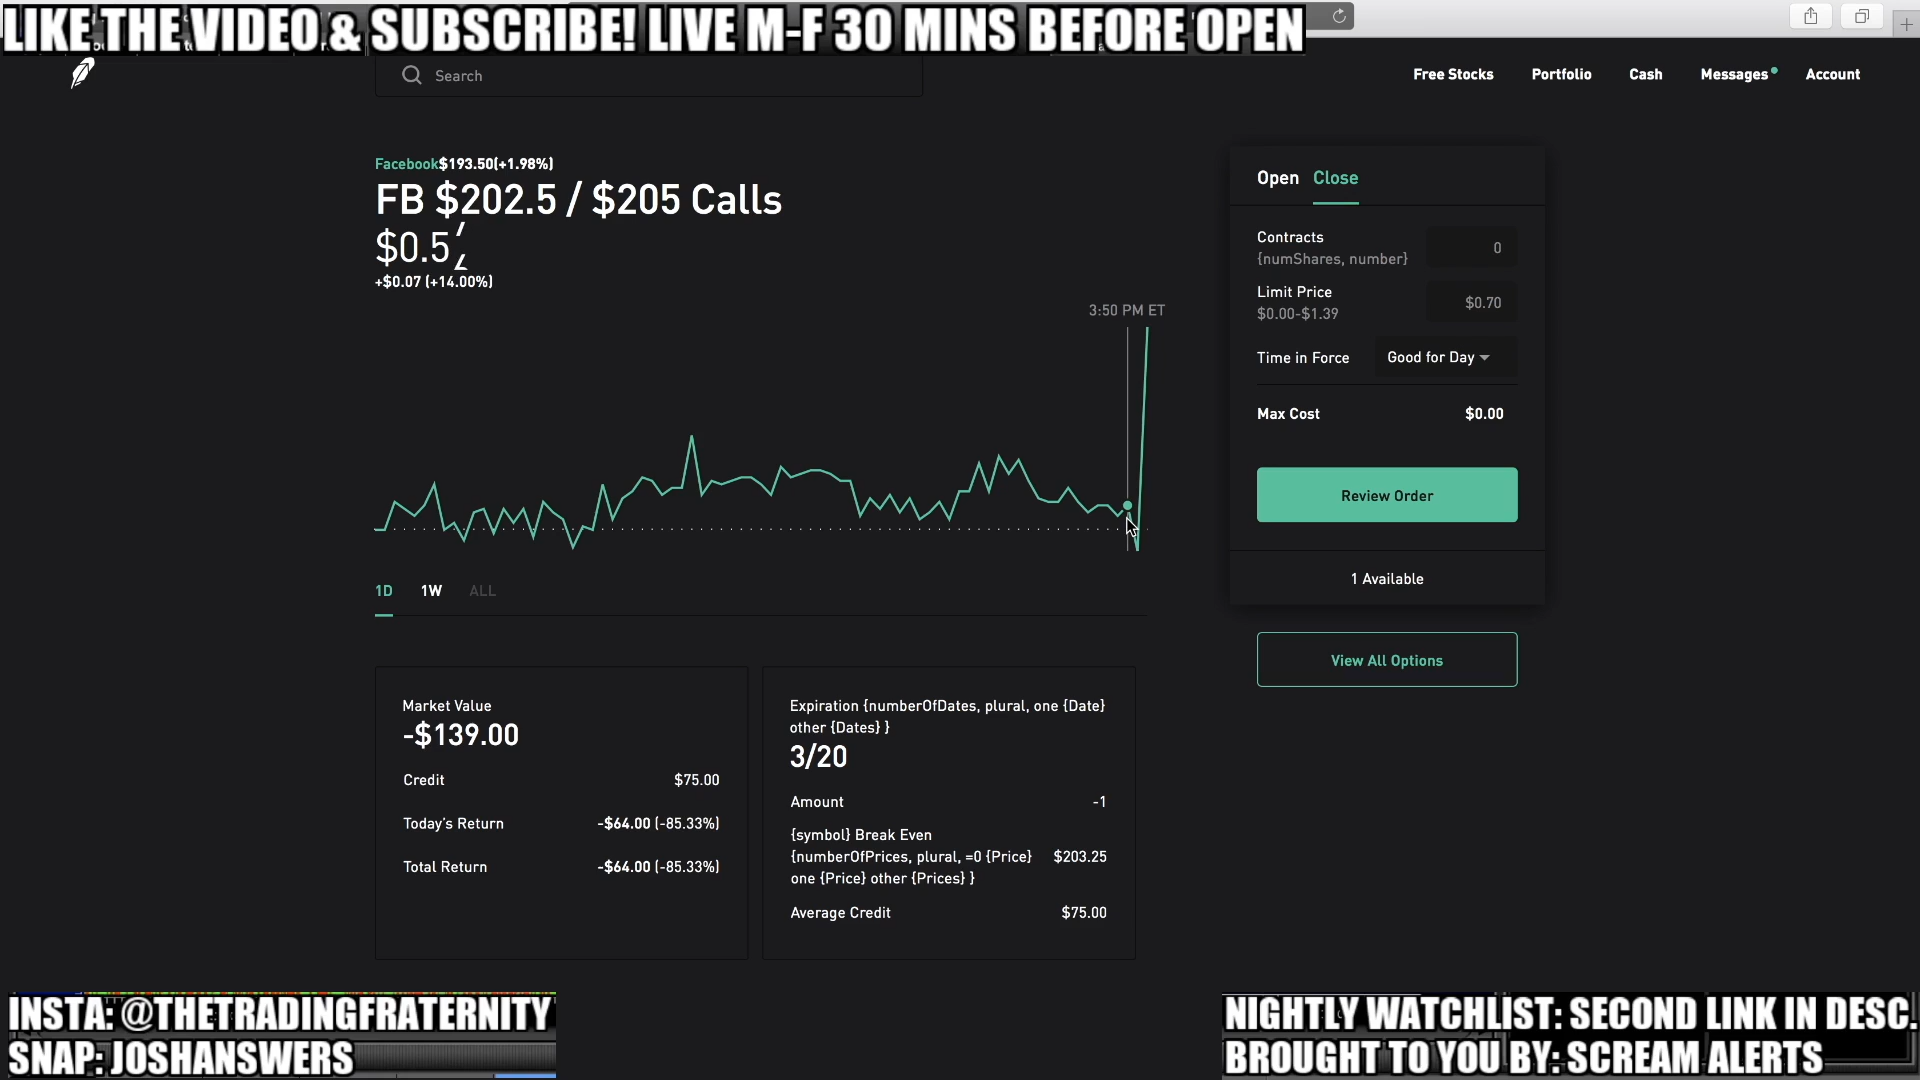 LIKE THE VIDEO & SUBSCRIBE! LIVE M-F 30 MINS BEFORE OPEN
Search
Free Stocks
Portfolio
Cash
Messages
Account
Facebook$193.50(+1.98%)
FB $202.5 / $205 Calls
$0.5
+$0.07 (+14.00%)
3:50 PM ET
1D
1W
ALL
Open
Close
Contracts
{numShares, number}
0
Limit Price
$0.00-$1.39
$0.70
Time in Force
Good for Day
Max Cost
$0.00
Review Order
1 Available
View All Options
Market Value
-$139.00
Credit
$75.00
Today's Return
-$64.00 (-85.33%)
Total Return
-$64.00 (-85.33%)
Expiration {numberOfDates, plural, one {Date}
other {Dates} }
3/20
Amount
-1
{symbol} Break Even
{numberOfPrices, plural, =0 {Price}
one {Price} other {Prices} }
$203.25
Average Credit
$75.00
INSTA: @THETRADINGFRATERNITY
SNAP: JOSHANSWERS
NIGHTLY WATCHLIST: SECOND LINK IN DESC.
BROUGHT TO YOU BY: SCREAM ALERTS